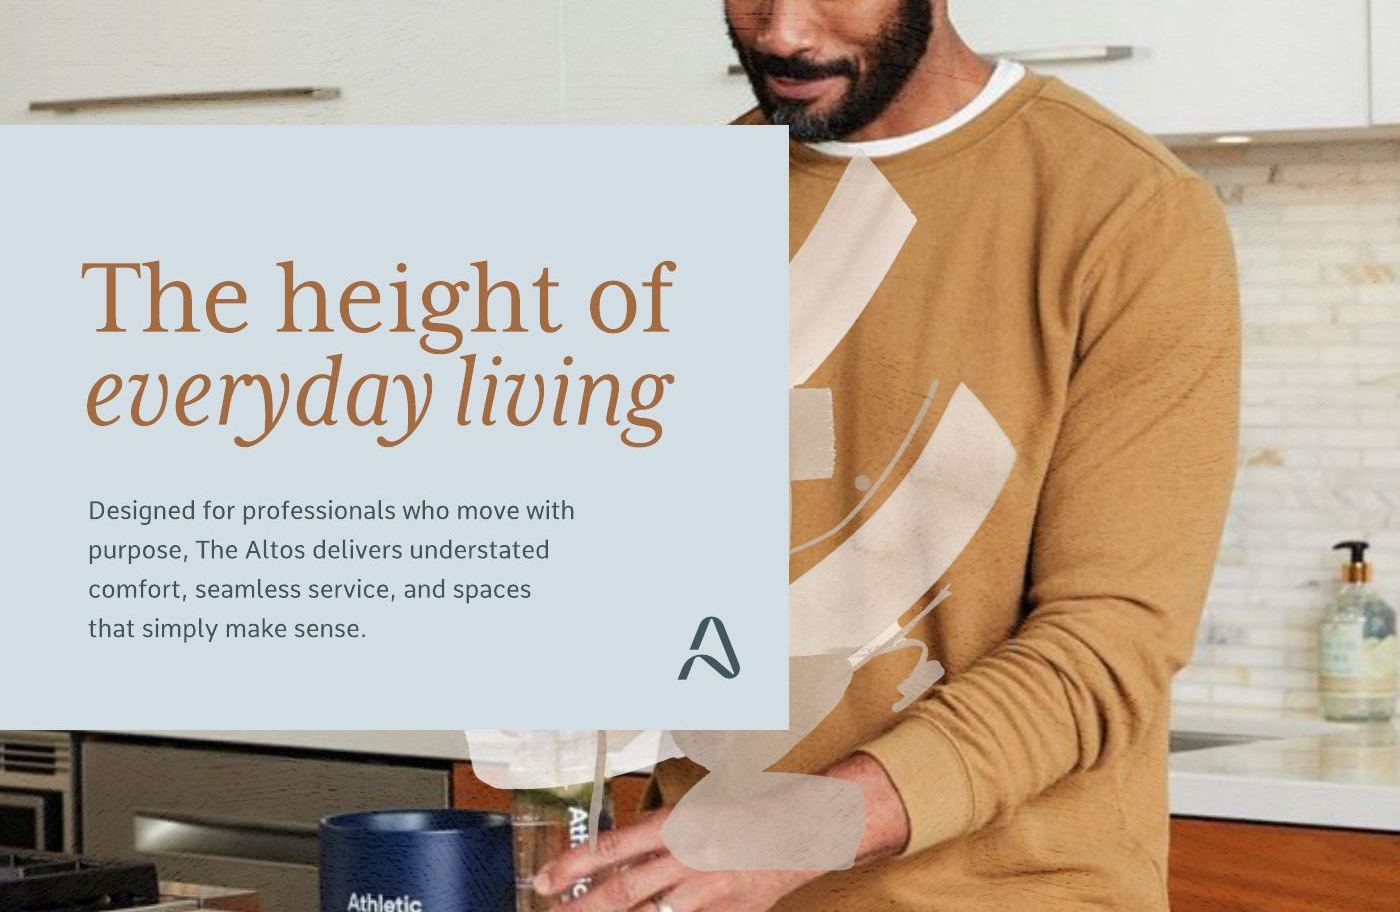 The height of
everyday living
Designed for professionals who move with
purpose, The Altos delivers understated
comfort, seamless service, and spaces
that simply make sense.
Athletic